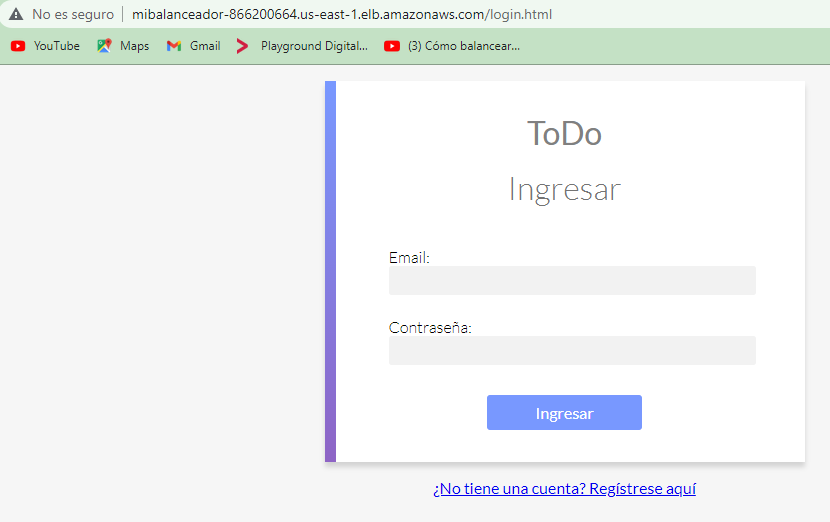 No es seguro | mibalanceador-866200664.us-east-1.elb.amazonaws.com/login.html
YouTube Maps Gmail Playground Digital... (3) Cómo balancear...
ToDo
Ingresar
Email:
Contraseña:
Ingresar
¿No tiene una cuenta? Regístrese aquí